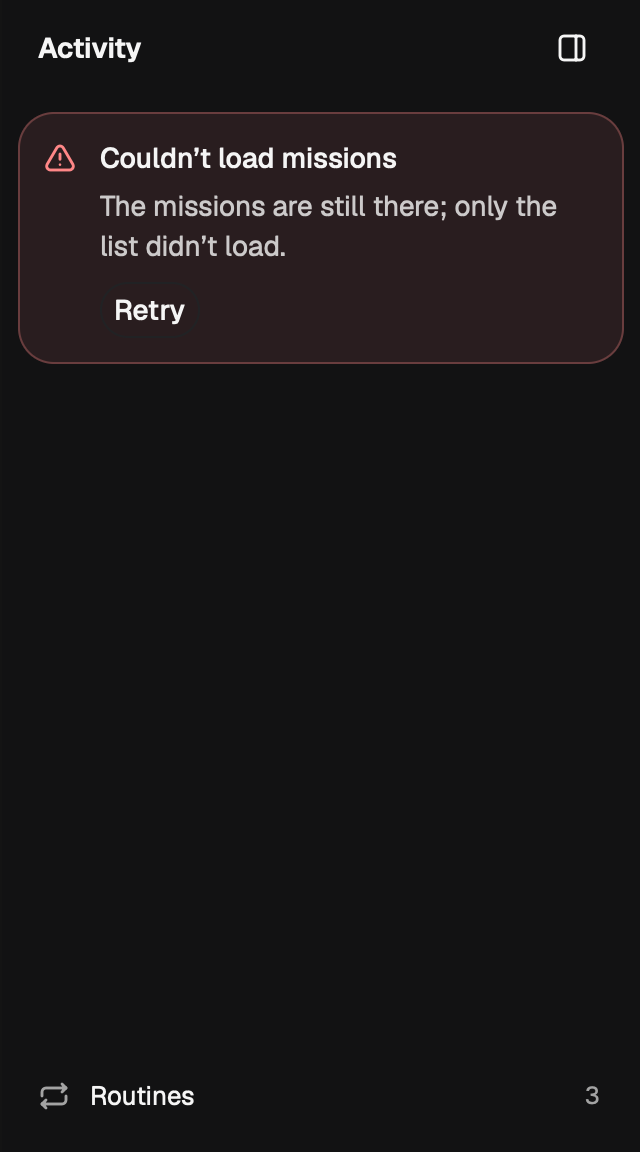 Activity
Couldn’t load missions
The missions are still there; only the
list didn’t load.
Retry
Routines
3